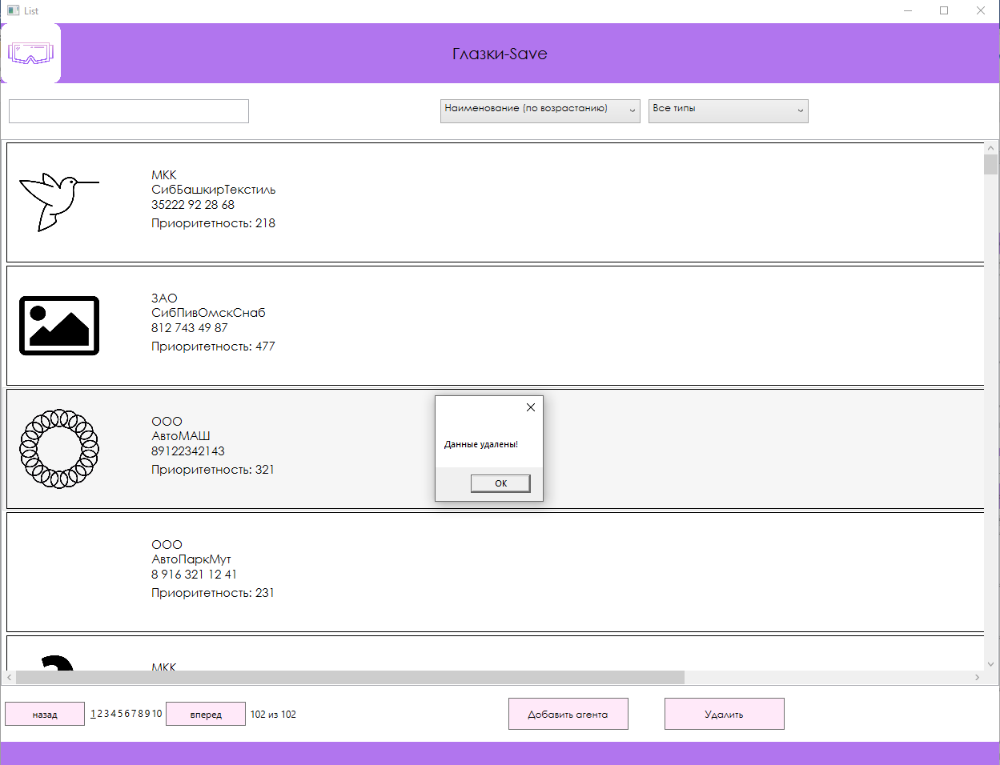 List
Глазки-Save
Наименование (по возрастанию)
Все типы
МКК
СибБашкирТекстиль
35222 92 28 68
Приоритетность: 218
ЗАО
СибПивОмскСнаб
812 743 49 87
Приоритетность: 477
ООО
АвтоМАШ
89122342143
Приоритетность: 321
Данные удалены!
ОК
ООО
АвтоПаркМут
8 916 321 12 41
Приоритетность: 231
МКК
назад
1 2 3 4 5 6 7 8 9 10
вперед
102 из 102
Добавить агента
Удалить